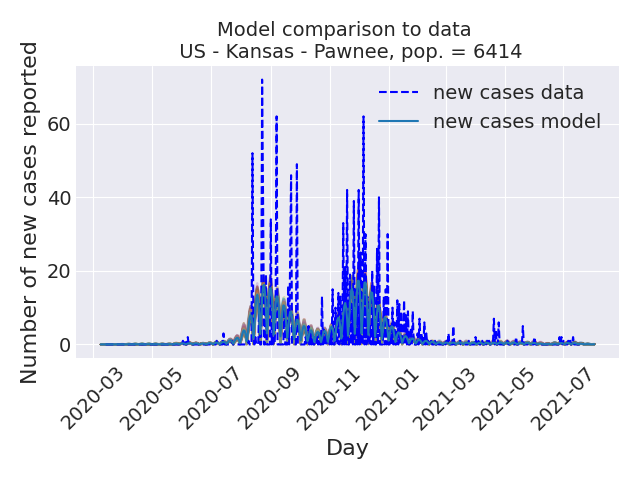 Model comparison to data
US - Kansas - Pawnee, pop. = 6414
Number of new cases reported
60
40
20
0
new cases data
new cases model
2020-03
2020-05
2020-07
2020-09
2020-11
2021-01
2021-03
2021-05
2021-07
Day